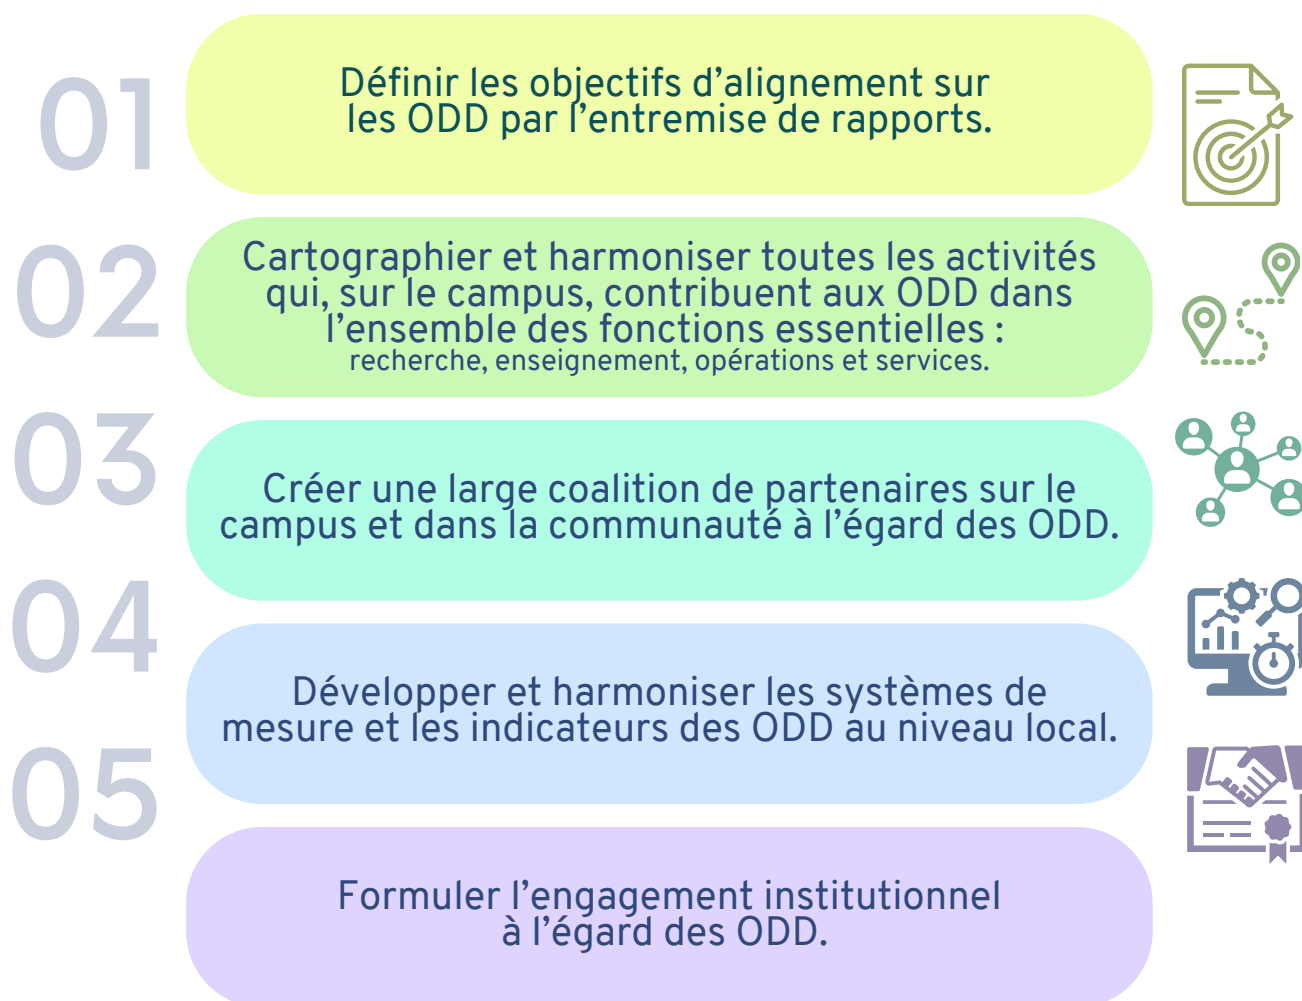 01
Définir les objectifs d’alignement sur
les ODD par l’entremise de rapports.
02
Cartographier et harmoniser toutes les activités
qui, sur le campus, contribuent aux ODD dans
l’ensemble des fonctions essentielles :
recherche, enseignement, opérations et services.
03
Créer une large coalition de partenaires sur le
campus et dans la communauté à l’égard des ODD.
04
Développer et harmoniser les systèmes de
mesure et les indicateurs des ODD au niveau local.
05
Formuler l’engagement institutionnel
à l’égard des ODD.